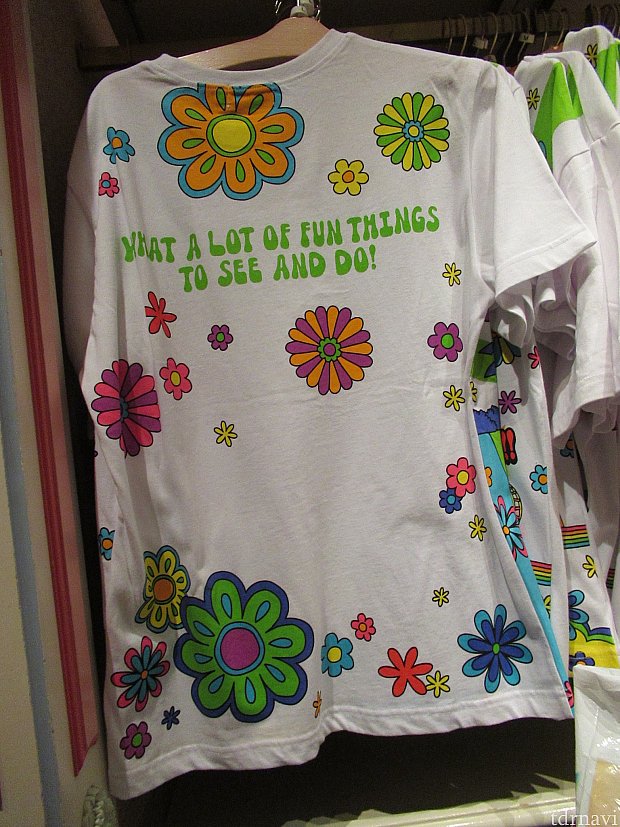 WHAT A LOT OF FUN THINGS
TO SEE AND DO!
tdrnavi